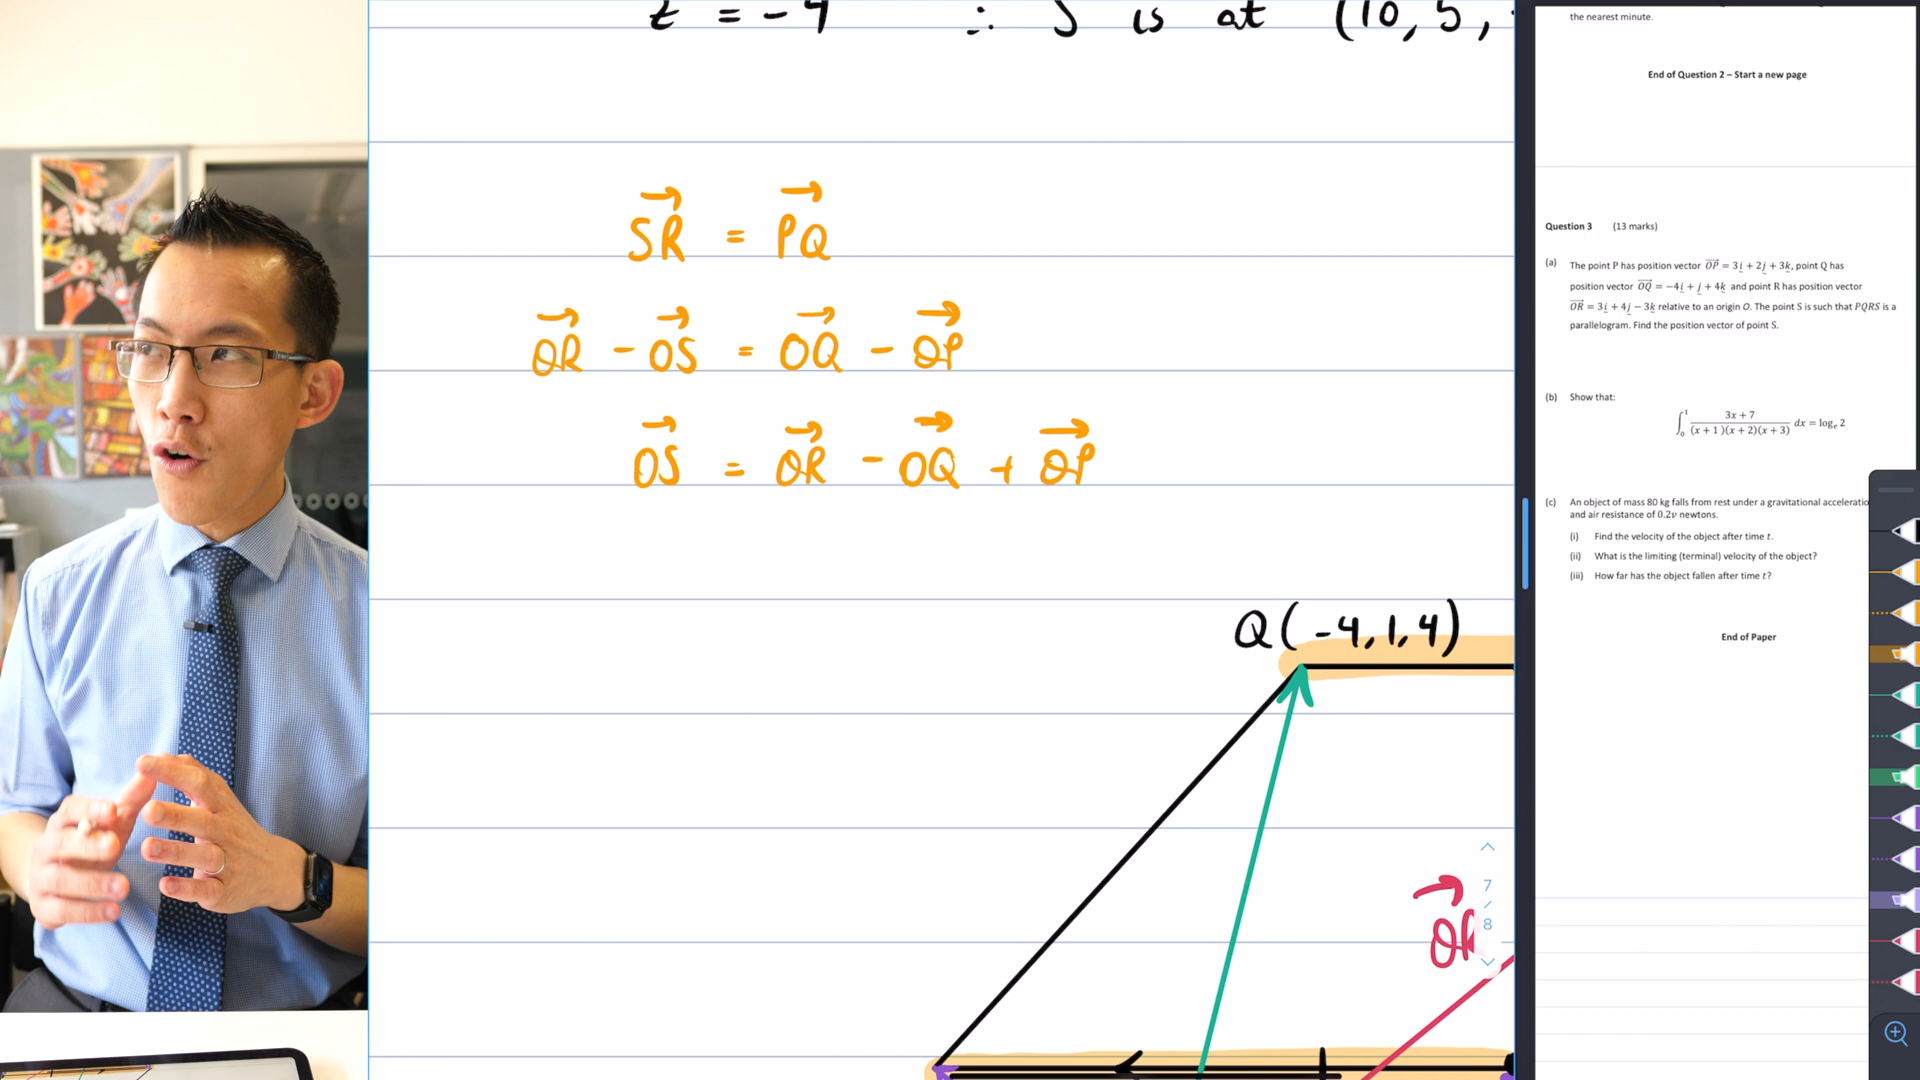 z = -4 ∴ S is at (10, 5,
SR = PQ
OR - OS = OQ - OP
OS = OR - OQ + OP
Q(-4,1,4)
OR
7
/
8
the nearest minute.
End of Question 2 – Start a new page
Question 3 (13 marks)
(a) The point P has position vector OP = 3i + 2j + 3k, point Q has
position vector OQ = −4i + j + 4k and point R has position vector
OR = 3i + 4j − 3k relative to an origin O. The point S is such that PQRS is a
parallelogram. Find the position vector of point S.
(b) Show that:
∫₀¹ (3x + 7)/((x + 1)(x + 2)(x + 3)) dx = logₑ 2
(c) An object of mass 80 kg falls from rest under a gravitational acceleratio
and air resistance of 0.2v newtons.
(i) Find the velocity of the object after time t.
(ii) What is the limiting (terminal) velocity of the object?
(iii) How far has the object fallen after time t?
End of Paper